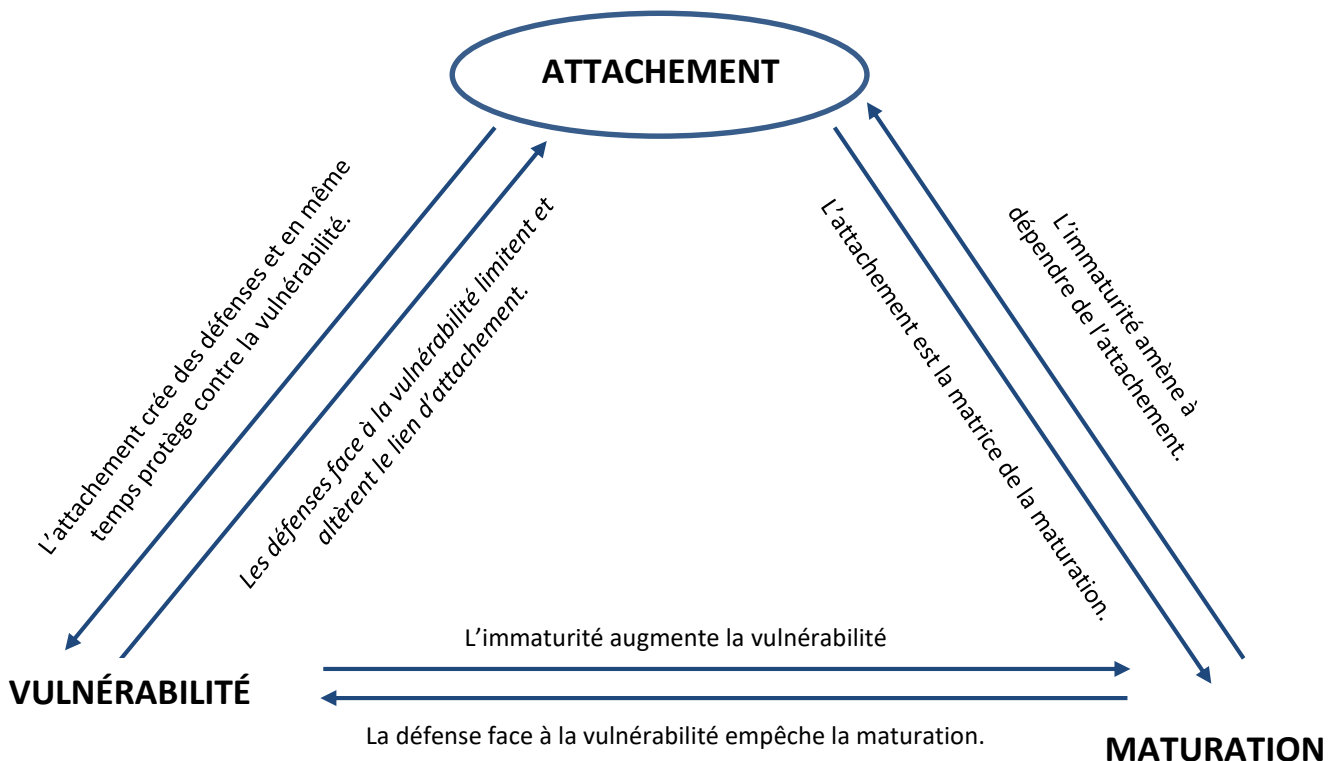 ATTACHEMENT
L’attachement crée des défenses et en même
temps protège contre la vulnérabilité.
Les défenses face à la vulnérabilité limitent et
altèrent le lien d’attachement.
L’attachement est la matrice de la maturation.
L’immaturité amène à
dépendre de l’attachement.
L’immaturité augmente la vulnérabilité
VULNÉRABILITÉ
La défense face à la vulnérabilité empêche la maturation.
MATURATION